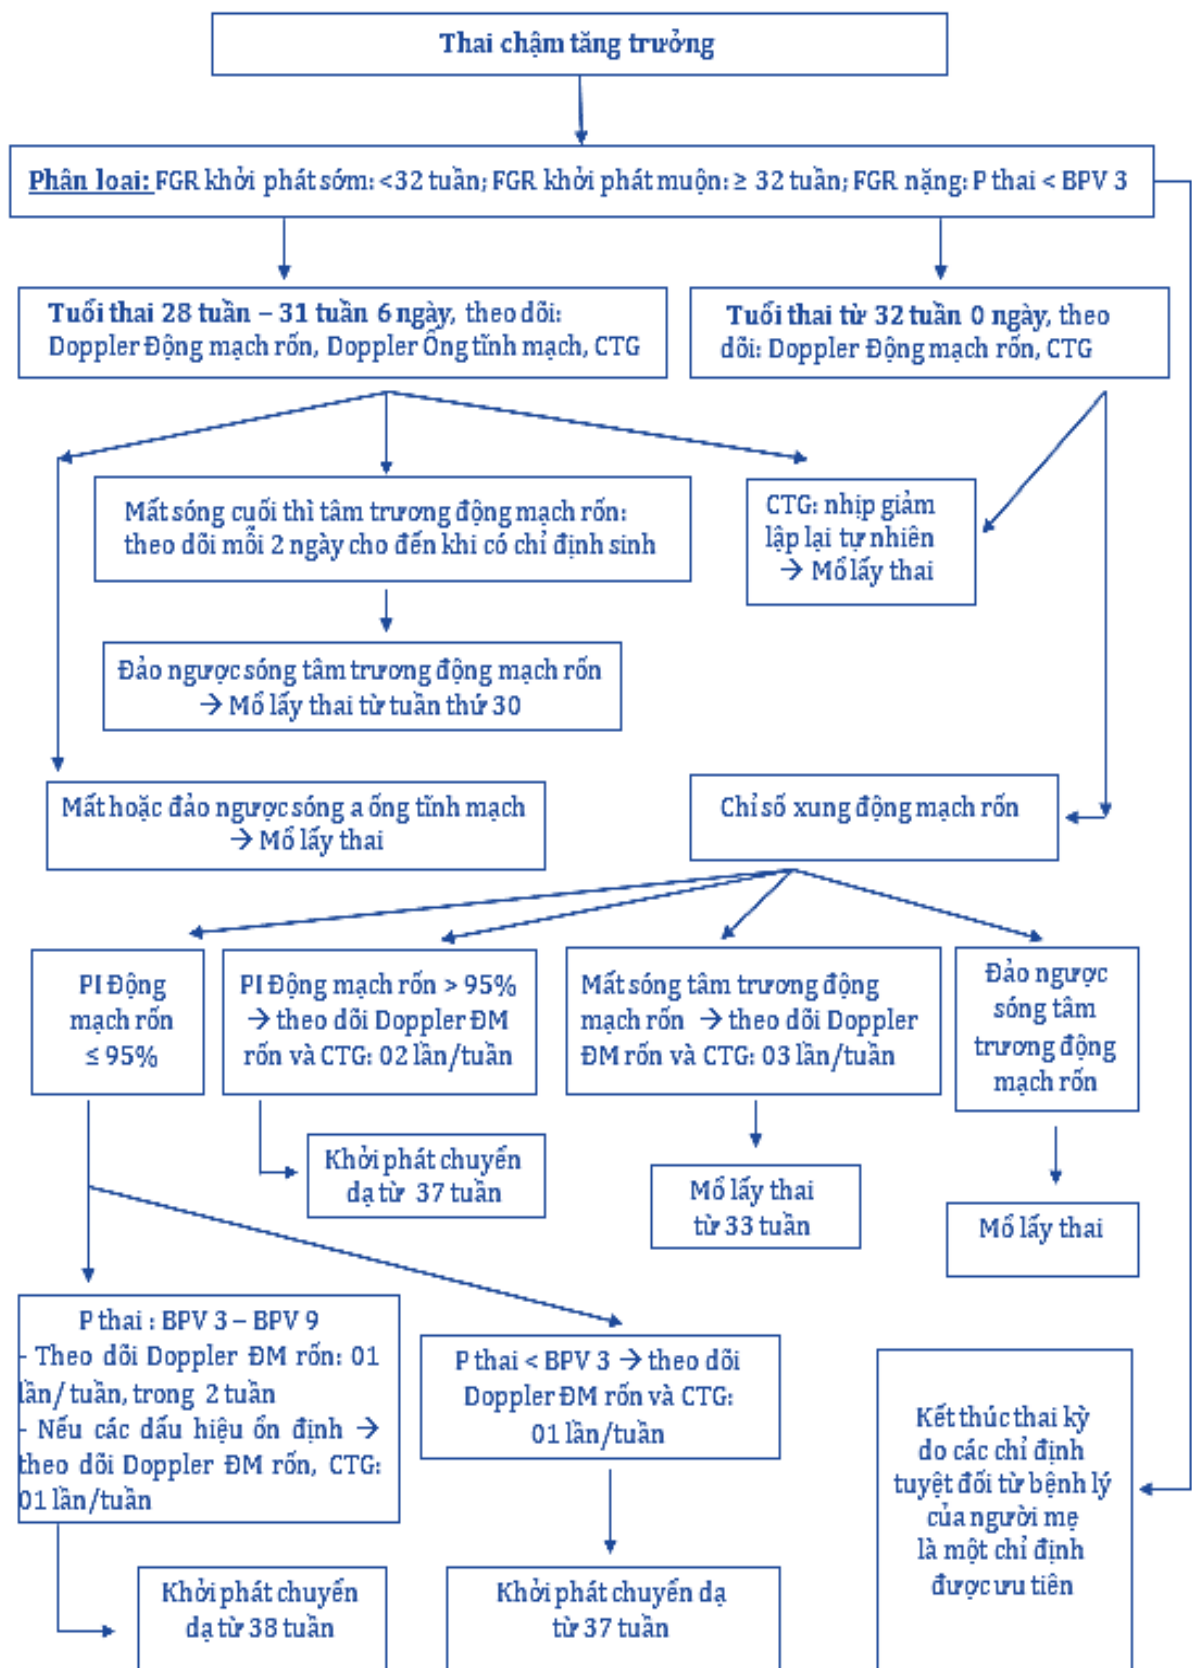 Thai chậm tăng trưởng
Phân loai: FGR khởi phát sớm: <32 tuần; FGR khởi phát muộn: ≥ 32 tuần; FGR nặng: P thai < BPV 3
Tuổi thai 28 tuần – 31 tuần 6 ngày, theo dõi:
Doppler Động mạch rốn, Doppler Ống tĩnh mạch, CTG
Tuổi thai từ 32 tuần 0 ngày, theo
dõi: Doppler Động mạch rốn, CTG
Mất sóng cuối thì tâm trương động mạch rốn:
theo dõi mỗi 2 ngày cho đến khi có chỉ định sinh
CTG: nhịp giảm
lập lại tự nhiên
→ Mổ lấy thai
Đảo ngược sóng tâm trương động mạch rốn
→ Mổ lấy thai từ tuần thứ 30
Mất hoặc đảo ngược sóng a ống tĩnh mạch
→ Mổ lấy thai
Chỉ số xung động mạch rốn
PI Động
mạch rốn
≤ 95%
PI Động mạch rốn > 95%
→ theo dõi Doppler ĐM
rốn và CTG: 02 lần/tuần
Mất sóng tâm trương động
mạch rốn → theo dõi Doppler
ĐM rốn và CTG: 03 lần/tuần
Đảo ngược
sóng tâm
trương động
mạch rốn
Khởi phát chuyển
dạ từ 37 tuần
Mổ lấy thai
từ 33 tuần
Mổ lấy thai
P thai : BPV 3 – BPV 9
- Theo dõi Doppler ĐM rốn: 01
lần/ tuần, trong 2 tuần
- Nếu các dấu hiệu ổn định →
theo dõi Doppler ĐM rốn, CTG:
01 lần/tuần
P thai < BPV 3 → theo dõi
Doppler ĐM rốn và CTG:
01 lần/tuần
Kết thúc thai kỳ
do các chỉ định
tuyệt đối từ bệnh lý
của người mẹ
là một chỉ định
được ưu tiên
Khởi phát chuyển
dạ từ 38 tuần
Khởi phát chuyển dạ
từ 37 tuần